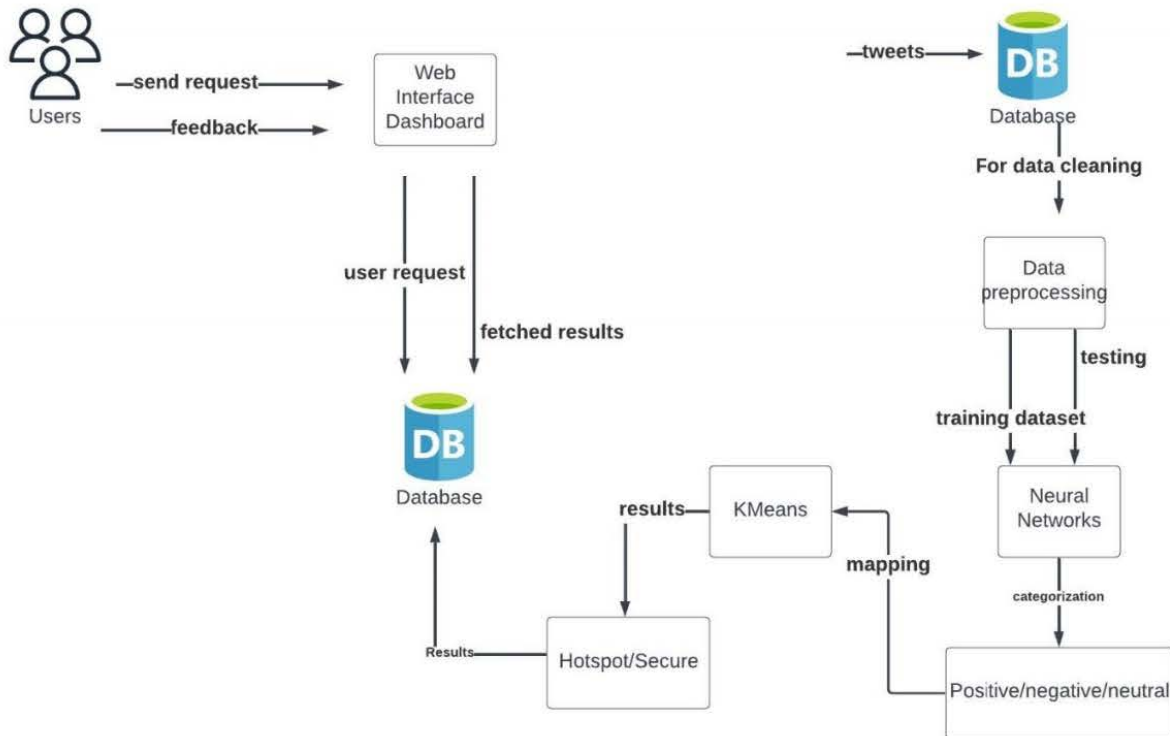 send request
Users
feedback
Web
Interface
Dashboard
tweets
DB
Database
For data cleaning
Data
preprocessing
user request
fetched results
testing
training dataset
DB
Database
Neural
Networks
KMeans
results
mapping
categorization
Hotspot/Secure
Results
Positive/negative/neutral